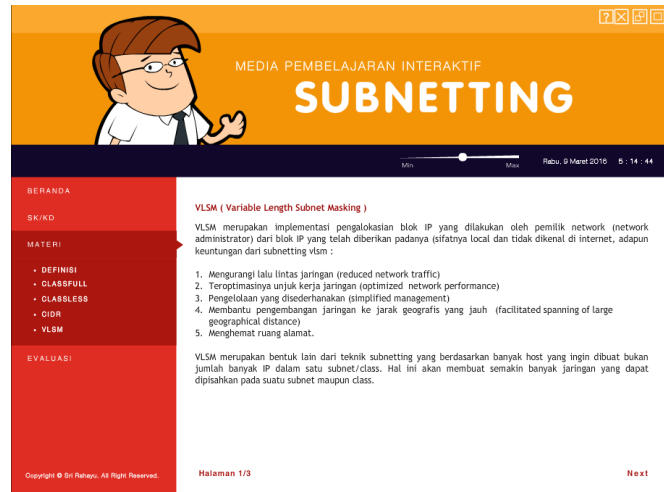 MEDIA PEMBELAJARAN INTERAKTIF
SUBNETTING
Min
Max
Rabu, 9 Maret 2016 5 : 14 : 44
BERANDA
SK/KD
MATERI
• DEFINISI
• CLASSFULL
• CLASSLESS
• CIDR
• VLSM
EVALUASI
VLSM ( Variable Length Subnet Masking )
VLSM merupakan implementasi pengalokasian blok IP yang dilakukan oleh pemilik network (network
administrator) dari blok IP yang telah diberikan padanya (sifatnya local dan tidak dikenal di internet, adapun
keuntungan dari subnetting vlsm :
1. Mengurangi lalu lintas jaringan (reduced network traffic)
2. Teroptimasinya unjuk kerja jaringan (optimized network performance)
3. Pengelolaan yang disederhanakan (simplified management)
4. Membantu pengembangan jaringan ke jarak geografis yang jauh (facilitated spanning of large
geographical distance)
5. Menghemat ruang alamat.
VLSM merupakan bentuk lain dari teknik subnetting yang berdasarkan banyak host yang ingin dibuat bukan
jumlah banyak IP dalam satu subnet/class. Hal ini akan membuat semakin banyak jaringan yang dapat
dipisahkan pada suatu subnet maupun class.
Copyright © Sri Rahayu. All Right Reserved.
Halaman 1/3
Next